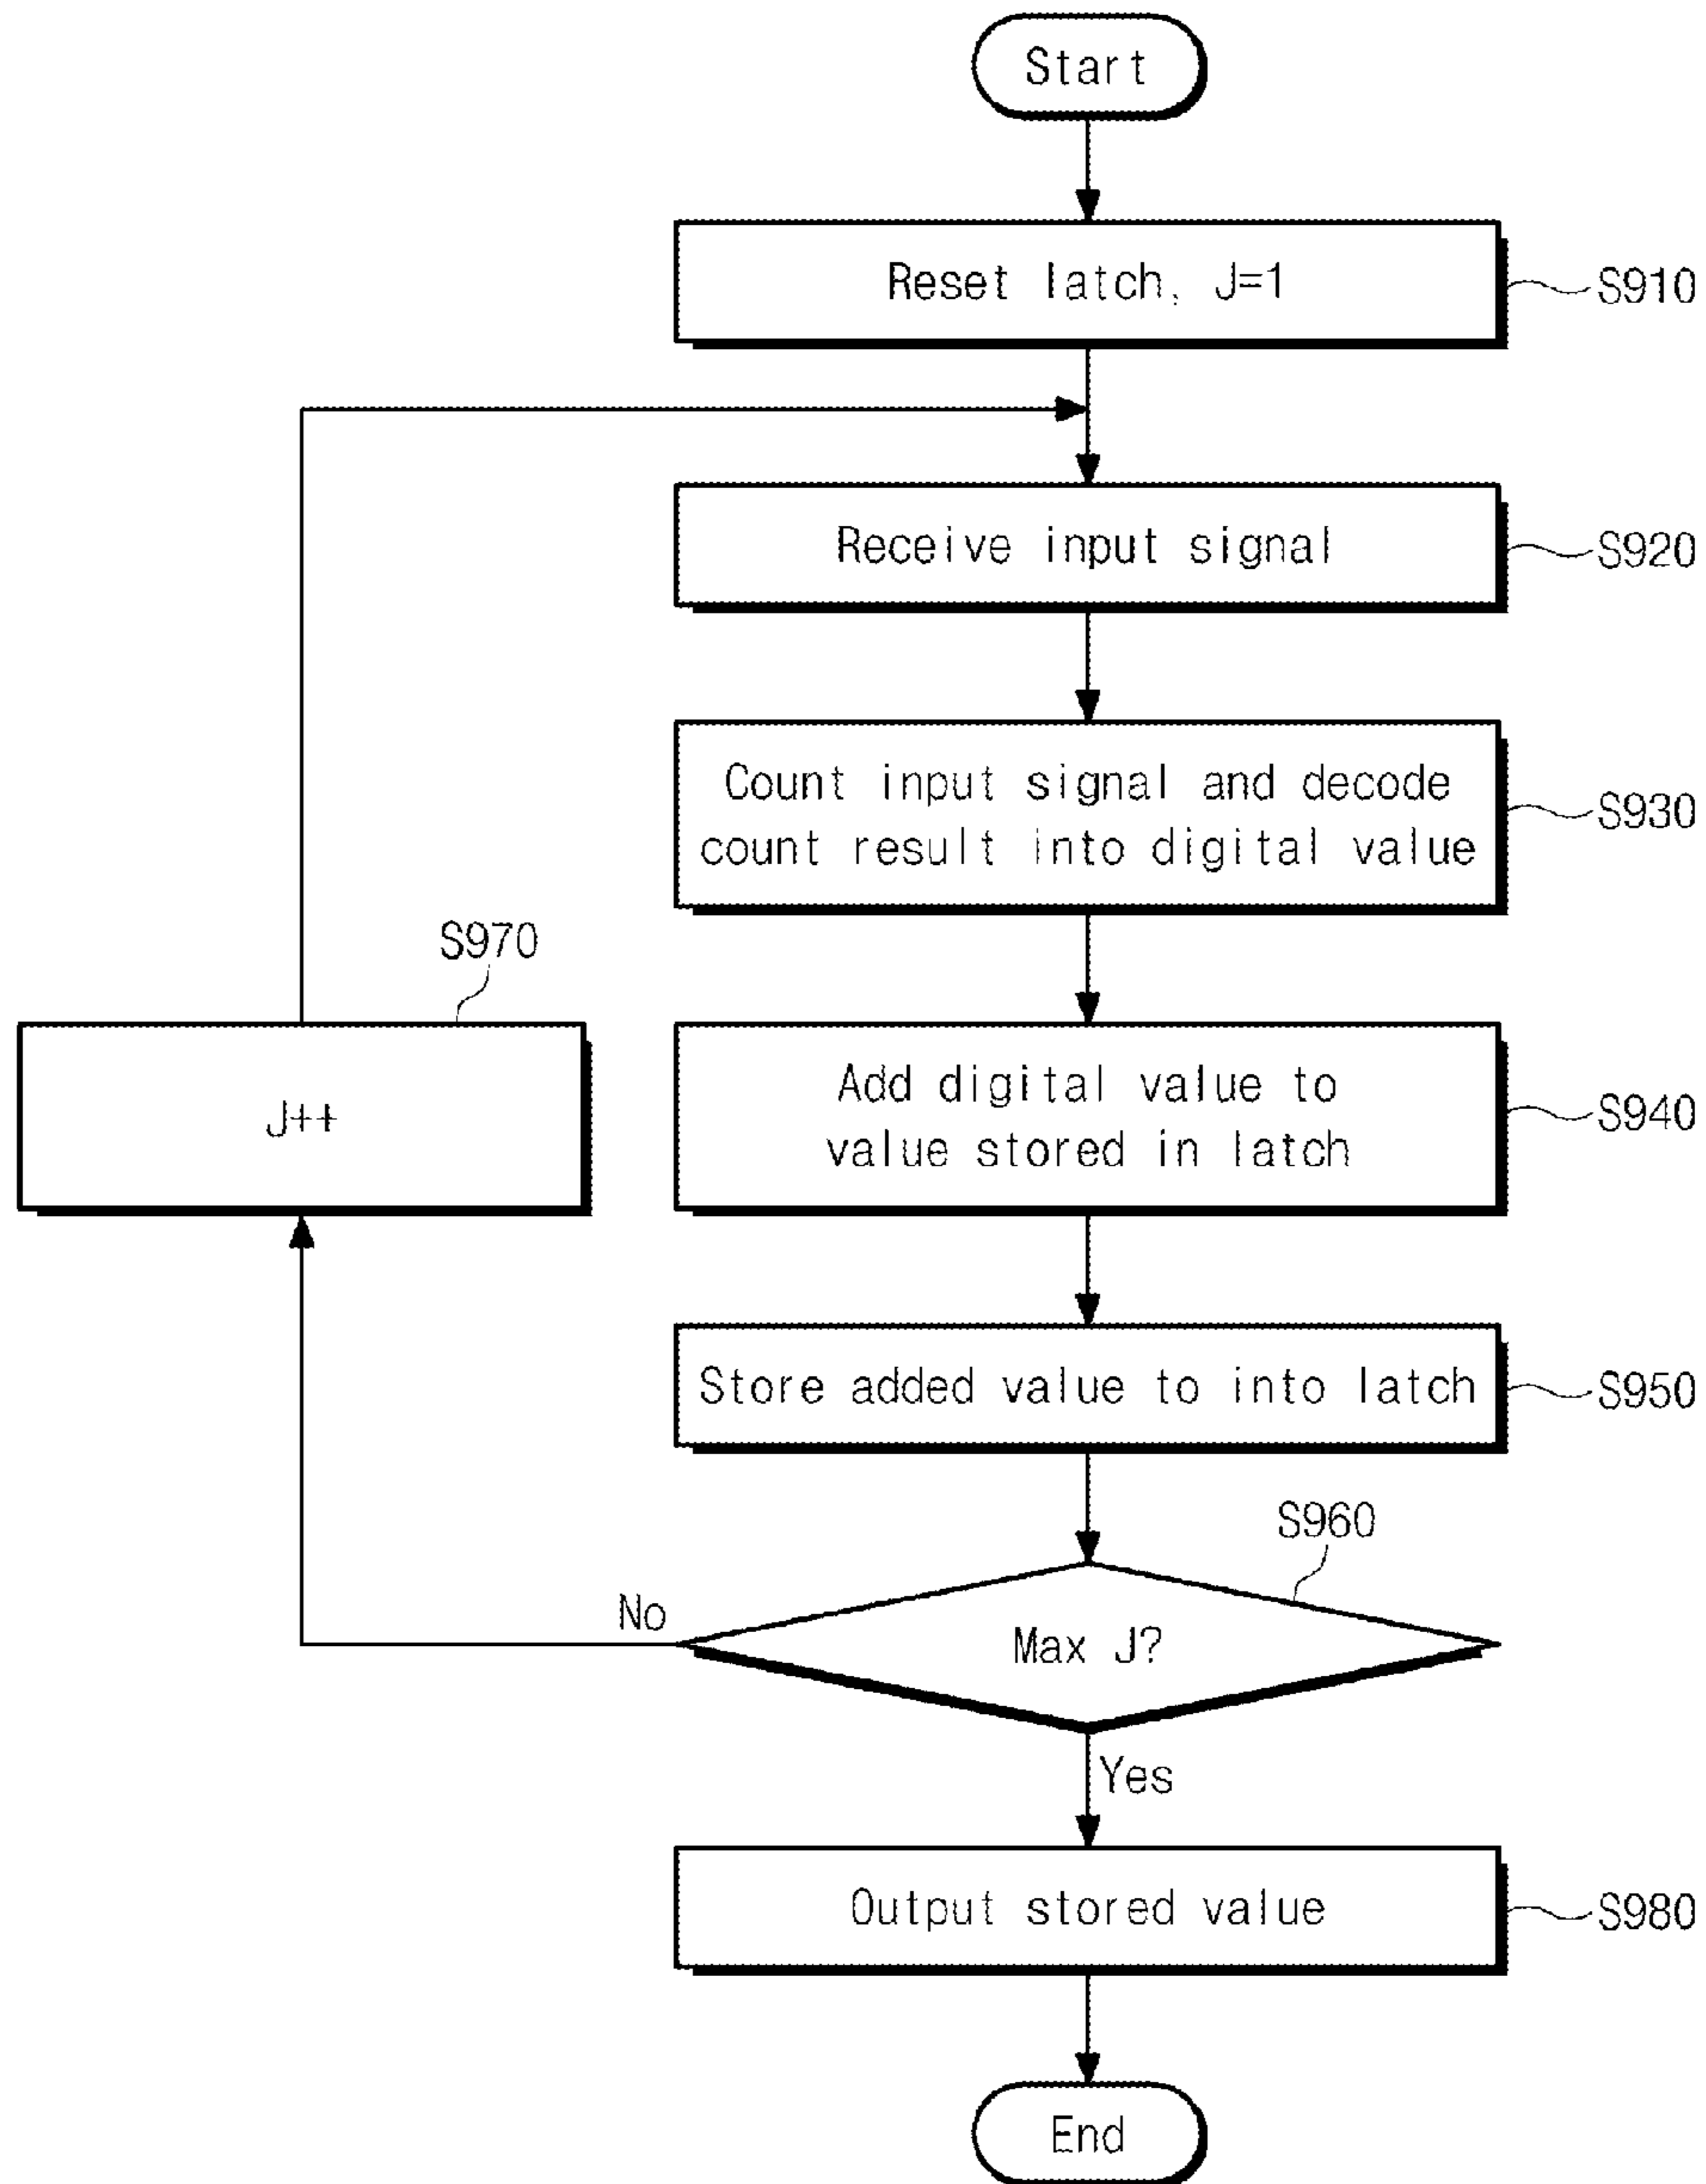 Start
Reset latch, J=1
S910
Receive input signal
S920
Count input signal and decode
count result into digital value
S930
S970
J++
Add digital value to
value stored in latch
S940
Store added value to into latch
S950
S960
No
Max J?
Yes
Output stored value
S980
End